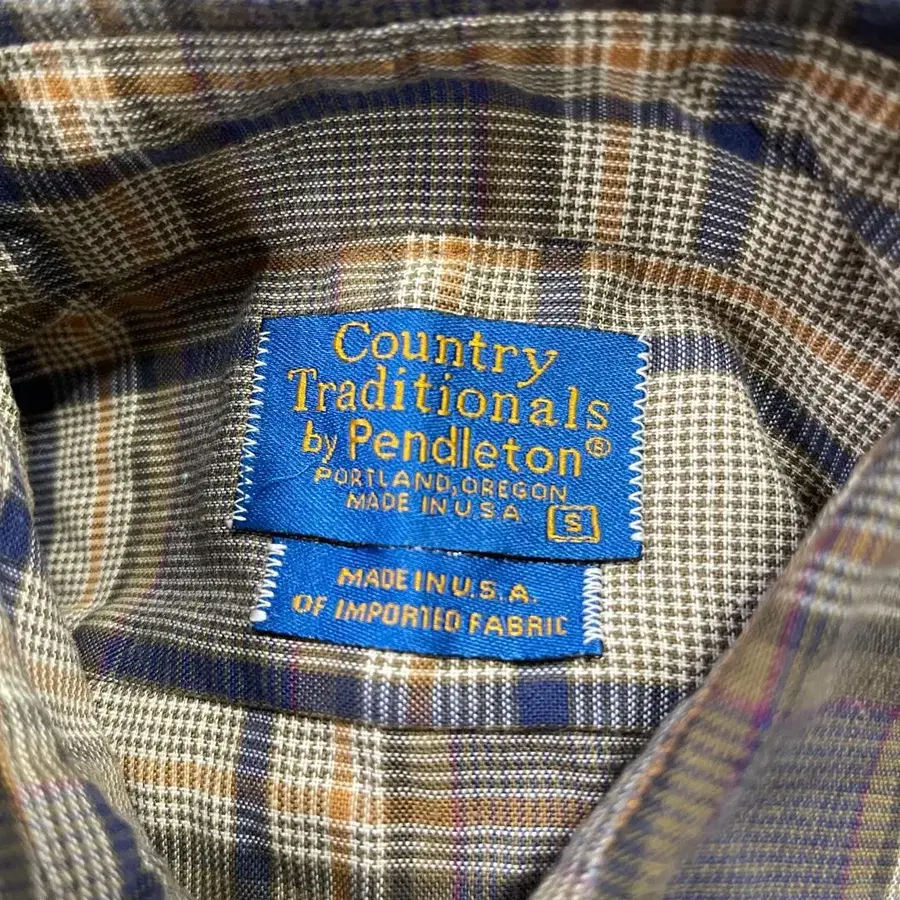 Country
Traditionals
by Pendleton®
PORTLAND, OREGON
MADE IN U.S.A
S
MADE IN U.S.A.
OF IMPORTED FABRIC